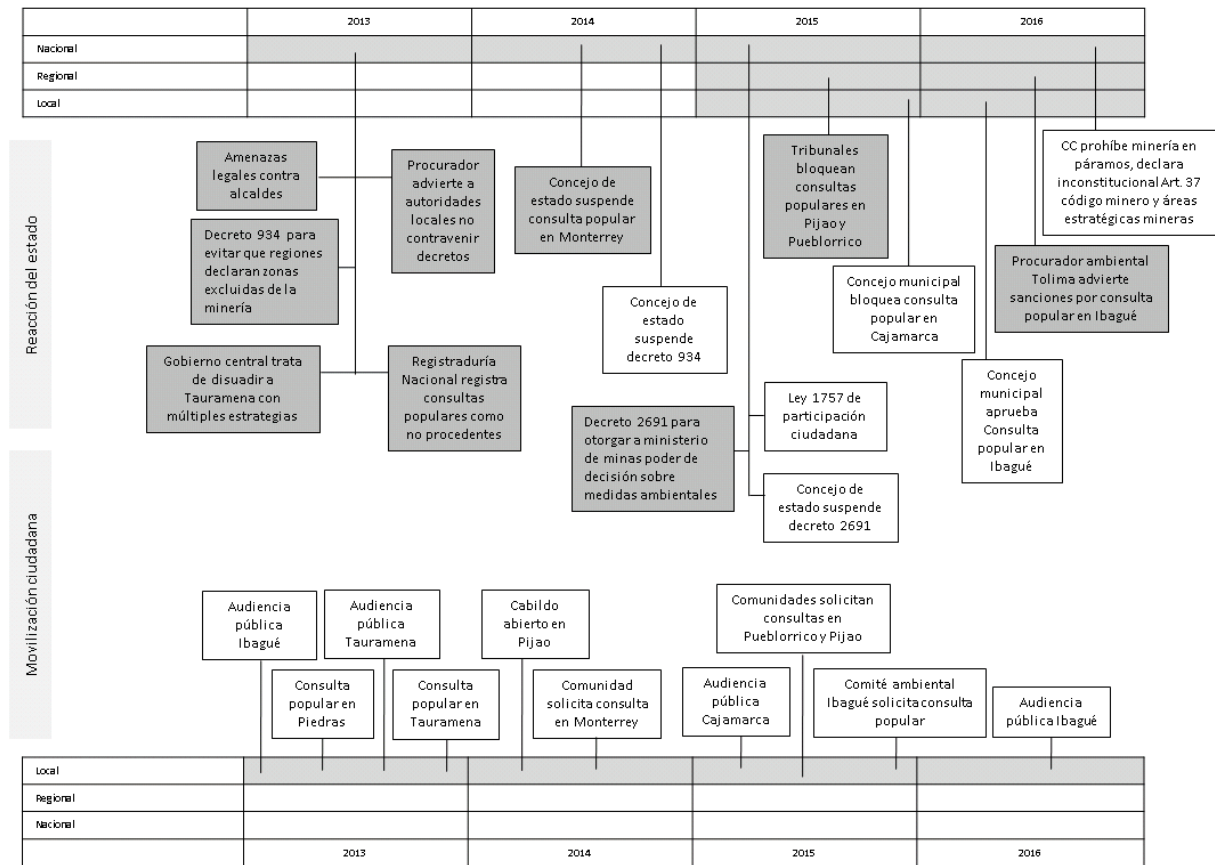 2013 2014 2015 2016
Nacional
Regional
Local
Reacción del estado
Amenazas
legales contra
alcaldes
Procurador
advierte a
autoridades
locales no
contravenir
decretos
Decreto 934 para
evitar que regiones
declaran zonas
excluidas de la
minería
Gobierno central trata
de disuadir a
Tauramena con
múltiples estrategias
Registraduría
Nacional registra
consultas
populares como
no procedentes
Concejo de
estado suspende
consulta popular
en Monterrey
Concejo de
estado
suspende
decreto 934
Tribunales
bloquean
consultas
populares en
Pijao y
Pueblorrico
Concejo municipal
bloquea consulta
popular en
Cajamarca
CC prohíbe minería en
páramos, declara
inconstitucional Art. 37
código minero y áreas
estratégicas mineras
Procurador ambiental
Tolima advierte
sanciones por consulta
popular en Ibagué
Concejo
municipal
aprueba
Consulta
popular en
Ibagué
Decreto 2691 para
otorgar a ministerio
de minas poder de
decisión sobre
medidas ambientales
Ley 1757 de
participación
ciudadana
Concejo de
estado suspende
decreto 2691
Movilización ciudadana
Audiencia
pública
Ibagué
Consulta
popular en
Piedras
Audiencia
pública
Tauramena
Consulta
popular en
Tauramena
Cabildo
abierto en
Pijao
Comunidad
solicita consulta
en Monterrey
Audiencia
pública
Cajamarca
Comunidades solicitan
consultas en
Pueblorrico y Pijao
Comité ambiental
Ibagué solicita consulta
popular
Audiencia
pública Ibagué
Local
Regional
Nacional
2013 2014 2015 2016